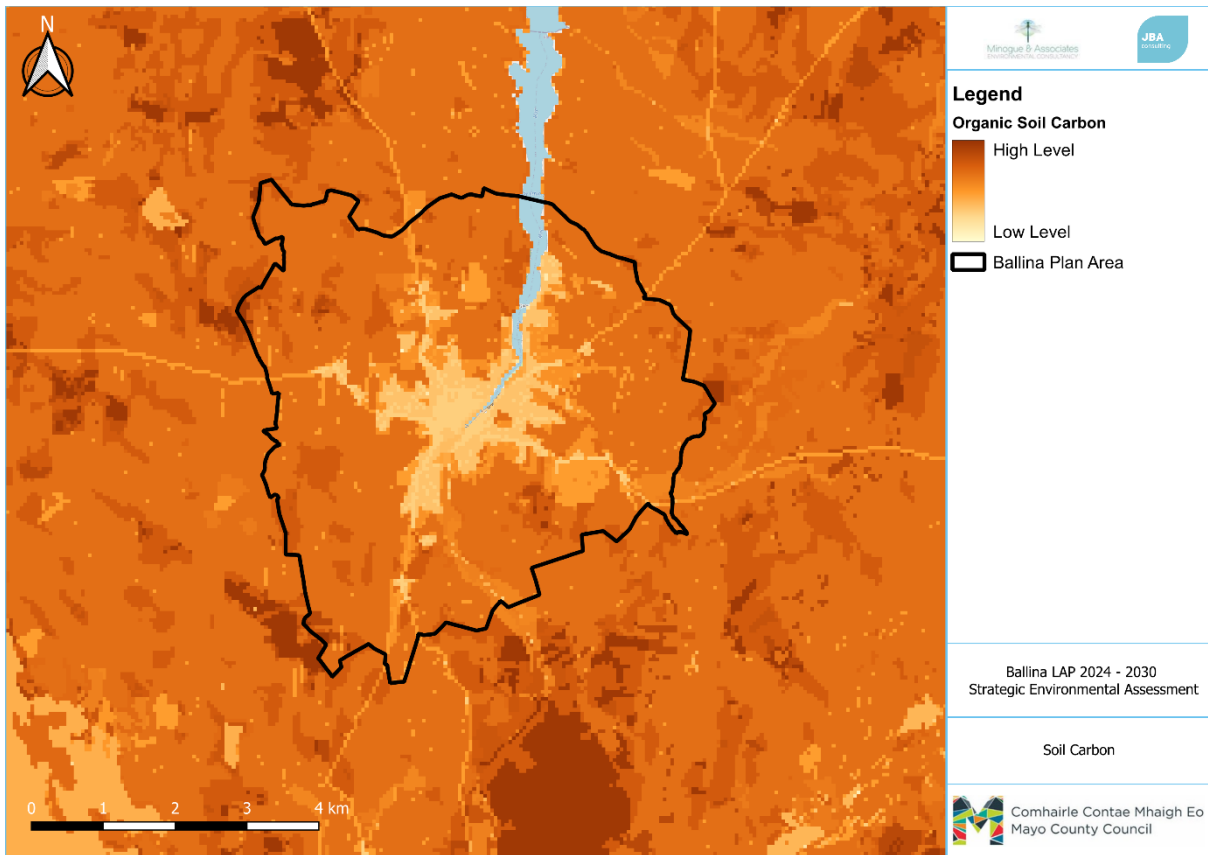 N
0 1 2 3 4 km
Minogue & Associates
ENVIRONMENTAL CONSULTANCY
JBA
consulting
Legend
Organic Soil Carbon
High Level
Low Level
Ballina Plan Area
Ballina LAP 2024 - 2030
Strategic Environmental Assessment
Soil Carbon
Comhairle Contae Mhaigh Eo
Mayo County Council